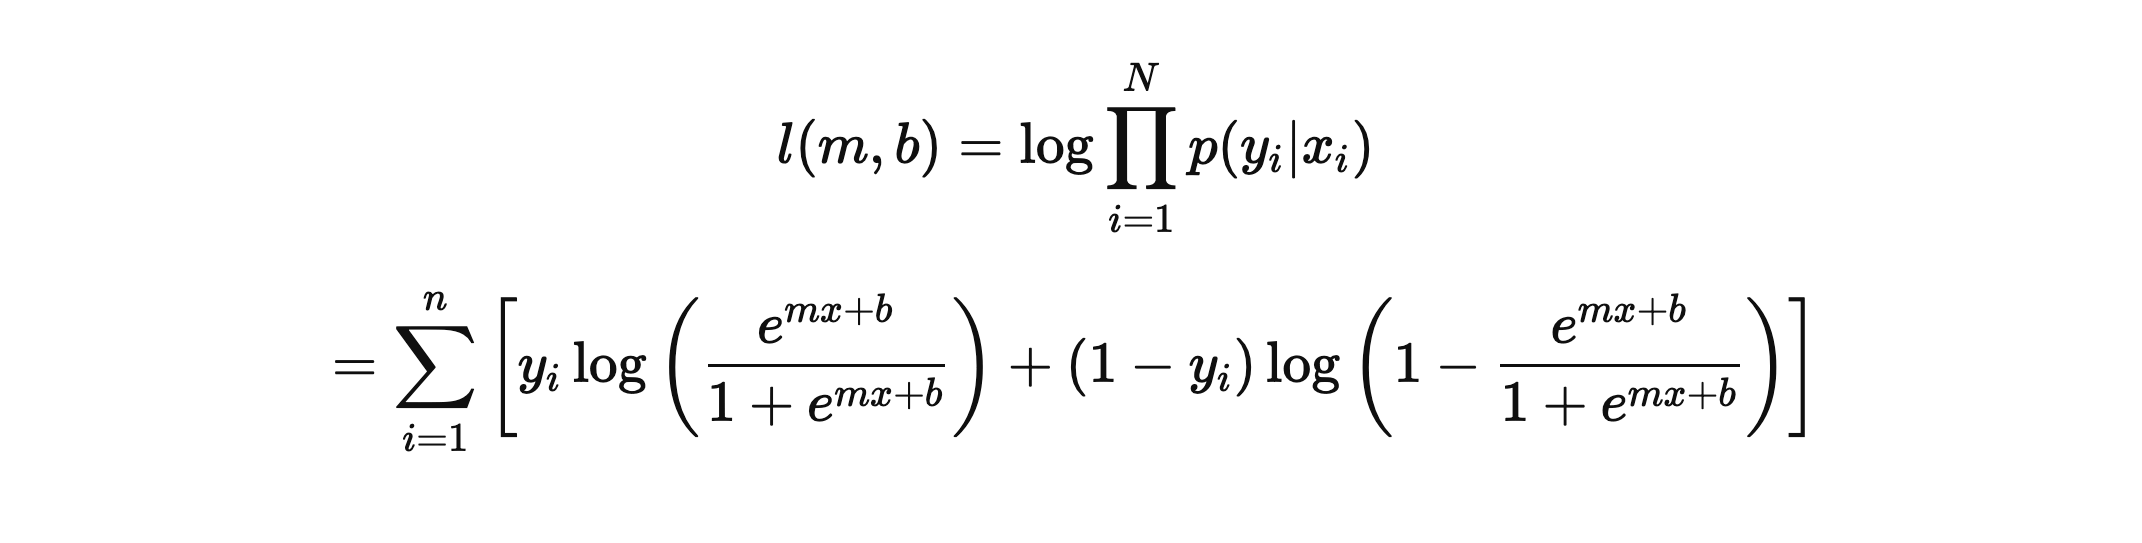 $l(m, b) = \log \prod_{i=1}^{N} p(y_i | x_i)$
$= \sum_{i=1}^{n} \left[ y_i \log \left( \frac{e^{mx+b}}{1 + e^{mx+b}} \right) + (1 - y_i) \log \left( 1 - \frac{e^{mx+b}}{1 + e^{mx+b}} \right) \right]$